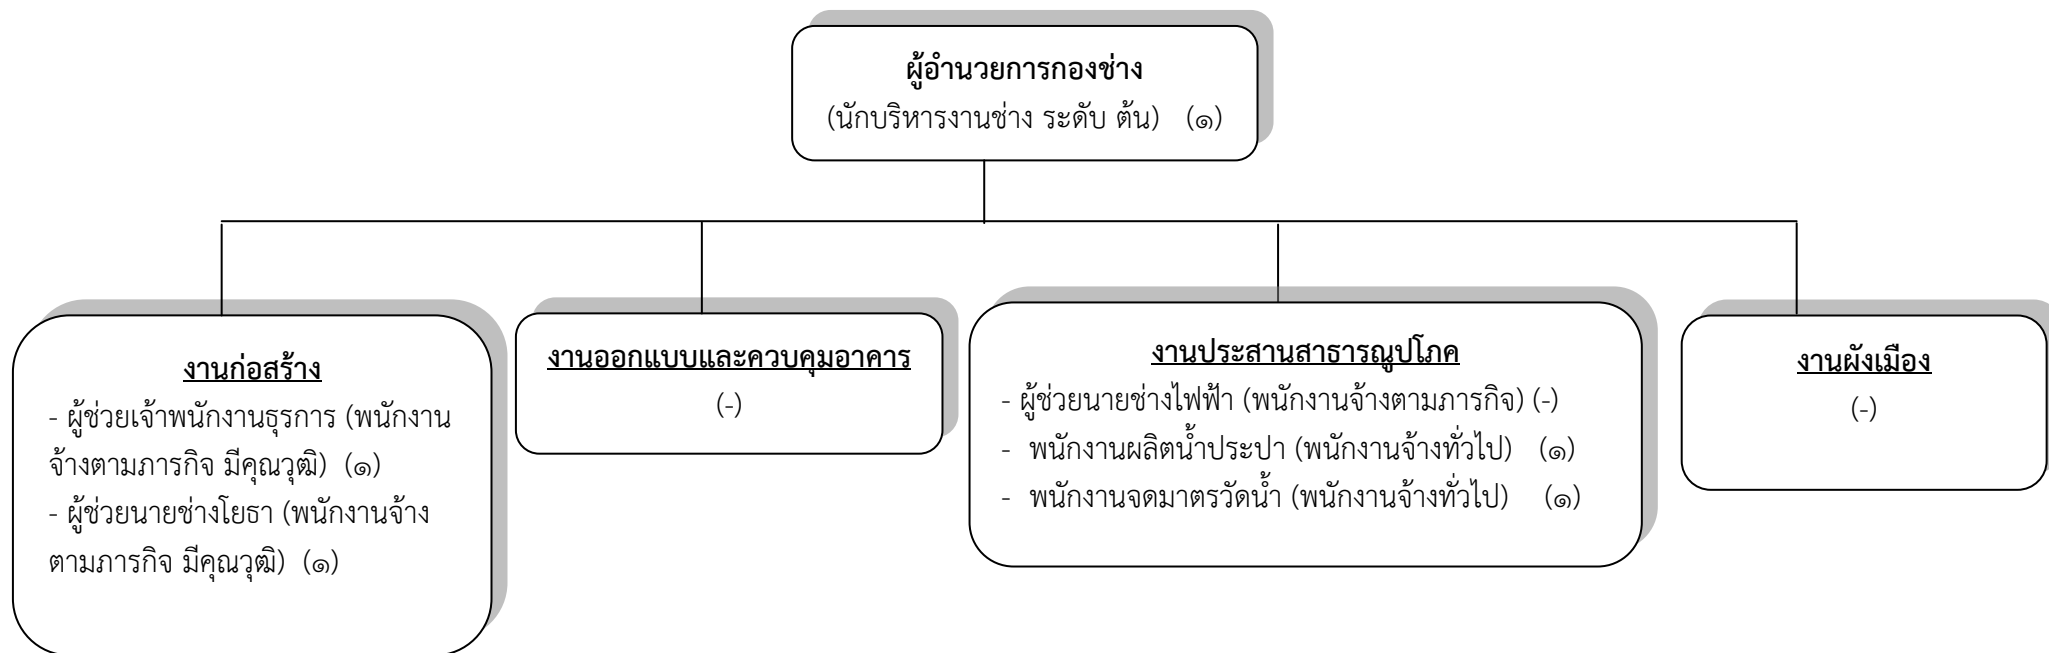 ผู้อำนวยการกองช่าง
(นักบริหารงานช่าง ระดับ ต้น) (๑)
งานก่อสร้าง
- ผู้ช่วยเจ้าพนักงานธุรการ (พนักงาน
จ้างตามภารกิจ มีคุณวุฒิ) (๑)
- ผู้ช่วยนายช่างโยธา (พนักงานจ้าง
ตามภารกิจ มีคุณวุฒิ) (๑)
งานออกแบบและควบคุมอาคาร
(-)
งานประสานสาธารณูปโภค
- ผู้ช่วยนายช่างไฟฟ้า (พนักงานจ้างตามภารกิจ) (-)
- พนักงานผลิตน้ำประปา (พนักงานจ้างทั่วไป) (๑)
- พนักงานจดมาตรวัดน้ำ (พนักงานจ้างทั่วไป) (๑)
งานผังเมือง
(-)